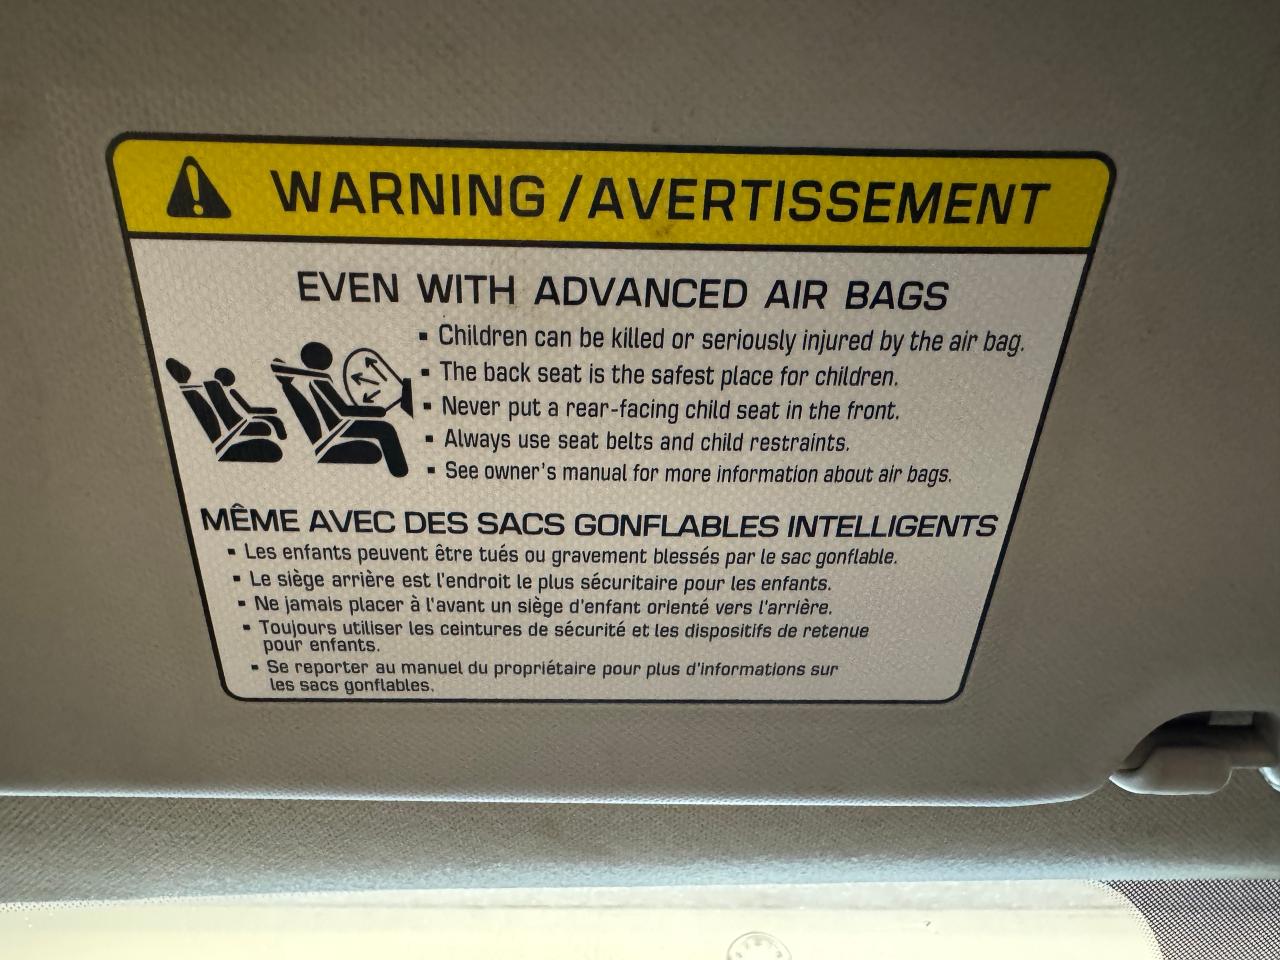 WARNING/AVERTISSEMENT
EVEN WITH ADVANCED AIR BAGS
▪ Children can be killed or seriously injured by the air bag.
▪ The back seat is the safest place for children.
▪ Never put a rear-facing child seat in the front.
▪ Always use seat belts and child restraints.
▪ See owner's manual for more information about air bags.
MÊME AVEC DES SACS GONFLABLES INTELLIGENTS
▪ Les enfants peuvent être tués ou gravement blessés par le sac gonflable.
▪ Le siège arrière est l'endroit le plus sécuritaire pour les enfants.
▪ Ne jamais placer à l'avant un siège d'enfant orienté vers l'arrière.
▪ Toujours utiliser les ceintures de sécurité et les dispositifs de retenue
pour enfants.
▪ Se reporter au manuel du propriétaire pour plus d'informations sur
les sacs gonflables.